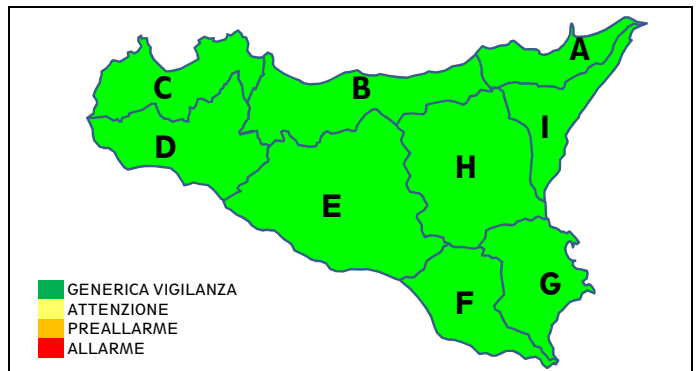 A
C
B
I
D
H
E
G
F
GENERICA VIGILANZA
ATTENZIONE
PREALLARME
ALLARME